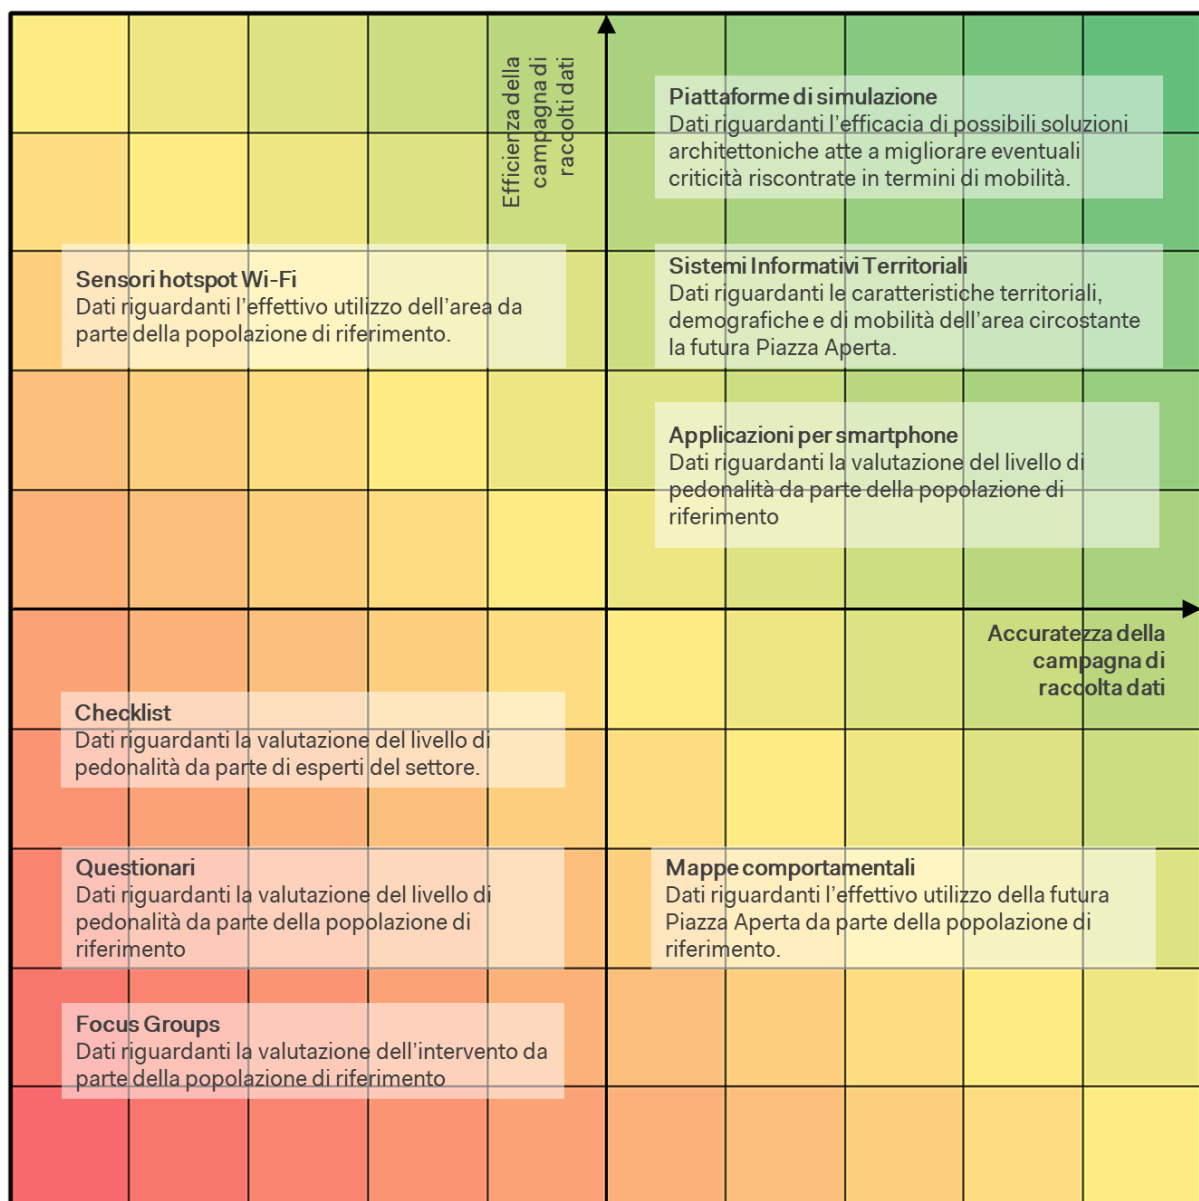 Efficienza della
campagna di
raccolti dati
Piattaforme di simulazione
Dati riguardanti l'efficacia di possibili soluzioni
architettoniche atte a migliorare eventuali
criticità riscontrate in termini di mobilità.
Sensori hotspot Wi-Fi
Dati riguardanti l'effettivo utilizzo dell'area da
parte della popolazione di riferimento.
Sistemi Informativi Territoriali
Dati riguardanti le caratteristiche territoriali,
demografiche e di mobilità dell'area circostante
la futura Piazza Aperta.
Applicazioni per smartphone
Dati riguardanti la valutazione del livello di
pedonalità da parte della popolazione di
riferimento
Accuratezza della
campagna di
raccolta dati
Checklist
Dati riguardanti la valutazione del livello di
pedonalità da parte di esperti del settore.
Questionari
Dati riguardanti la valutazione del livello di
pedonalità da parte della popolazione di
riferimento
Mappe comportamentali
Dati riguardanti l'effettivo utilizzo della futura
Piazza Aperta da parte della popolazione di
riferimento.
Focus Groups
Dati riguardanti la valutazione dell'intervento da
parte della popolazione di riferimento